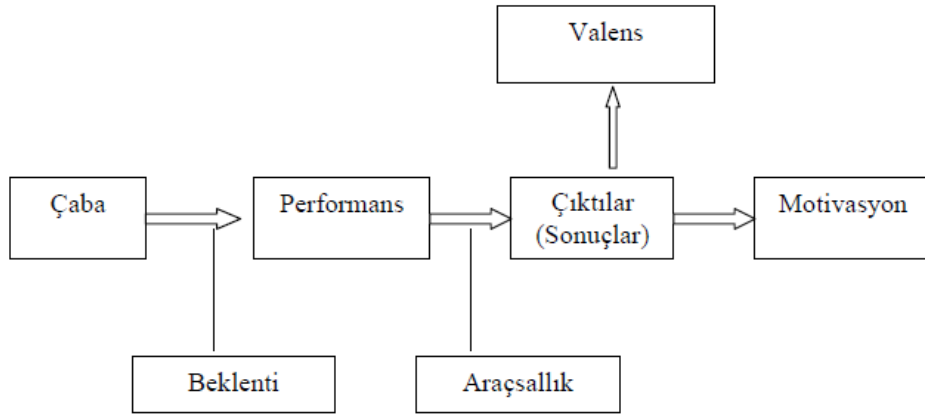 Valens
Çaba
Performans
Çıktılar
(Sonuçlar)
Motivasyon
Beklenti
Araçsallık